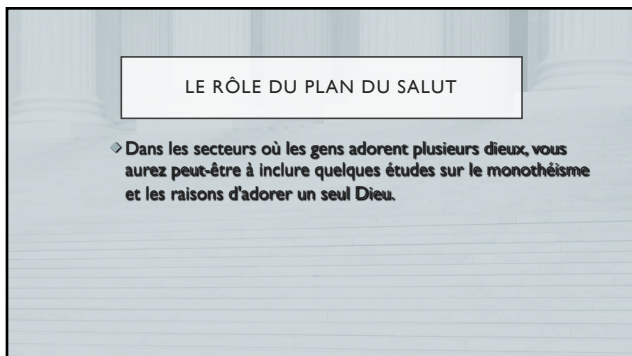 LE RÔLE DU PLAN DU SALUT
Dans les secteurs où les gens adorent plusieurs dieux, vous
aurez peut-être à inclure quelques études sur le monothéisme
et les raisons d'adorer un seul Dieu.